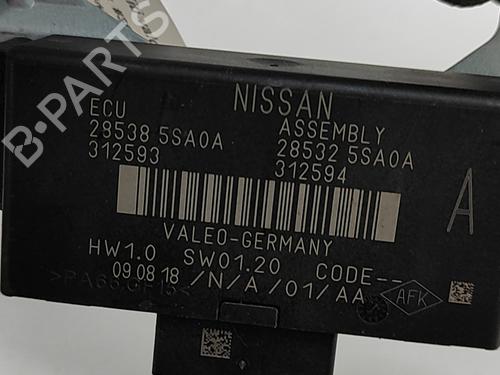 NISSAN
ECU
28538 5SA0A
312593
ASSEMBLY
28532 5SA0A
312594
A
VALEO-GERMANY
HW1.0 SW01.20 CODE--
09.08.18 /N/A/01/AA
AFK